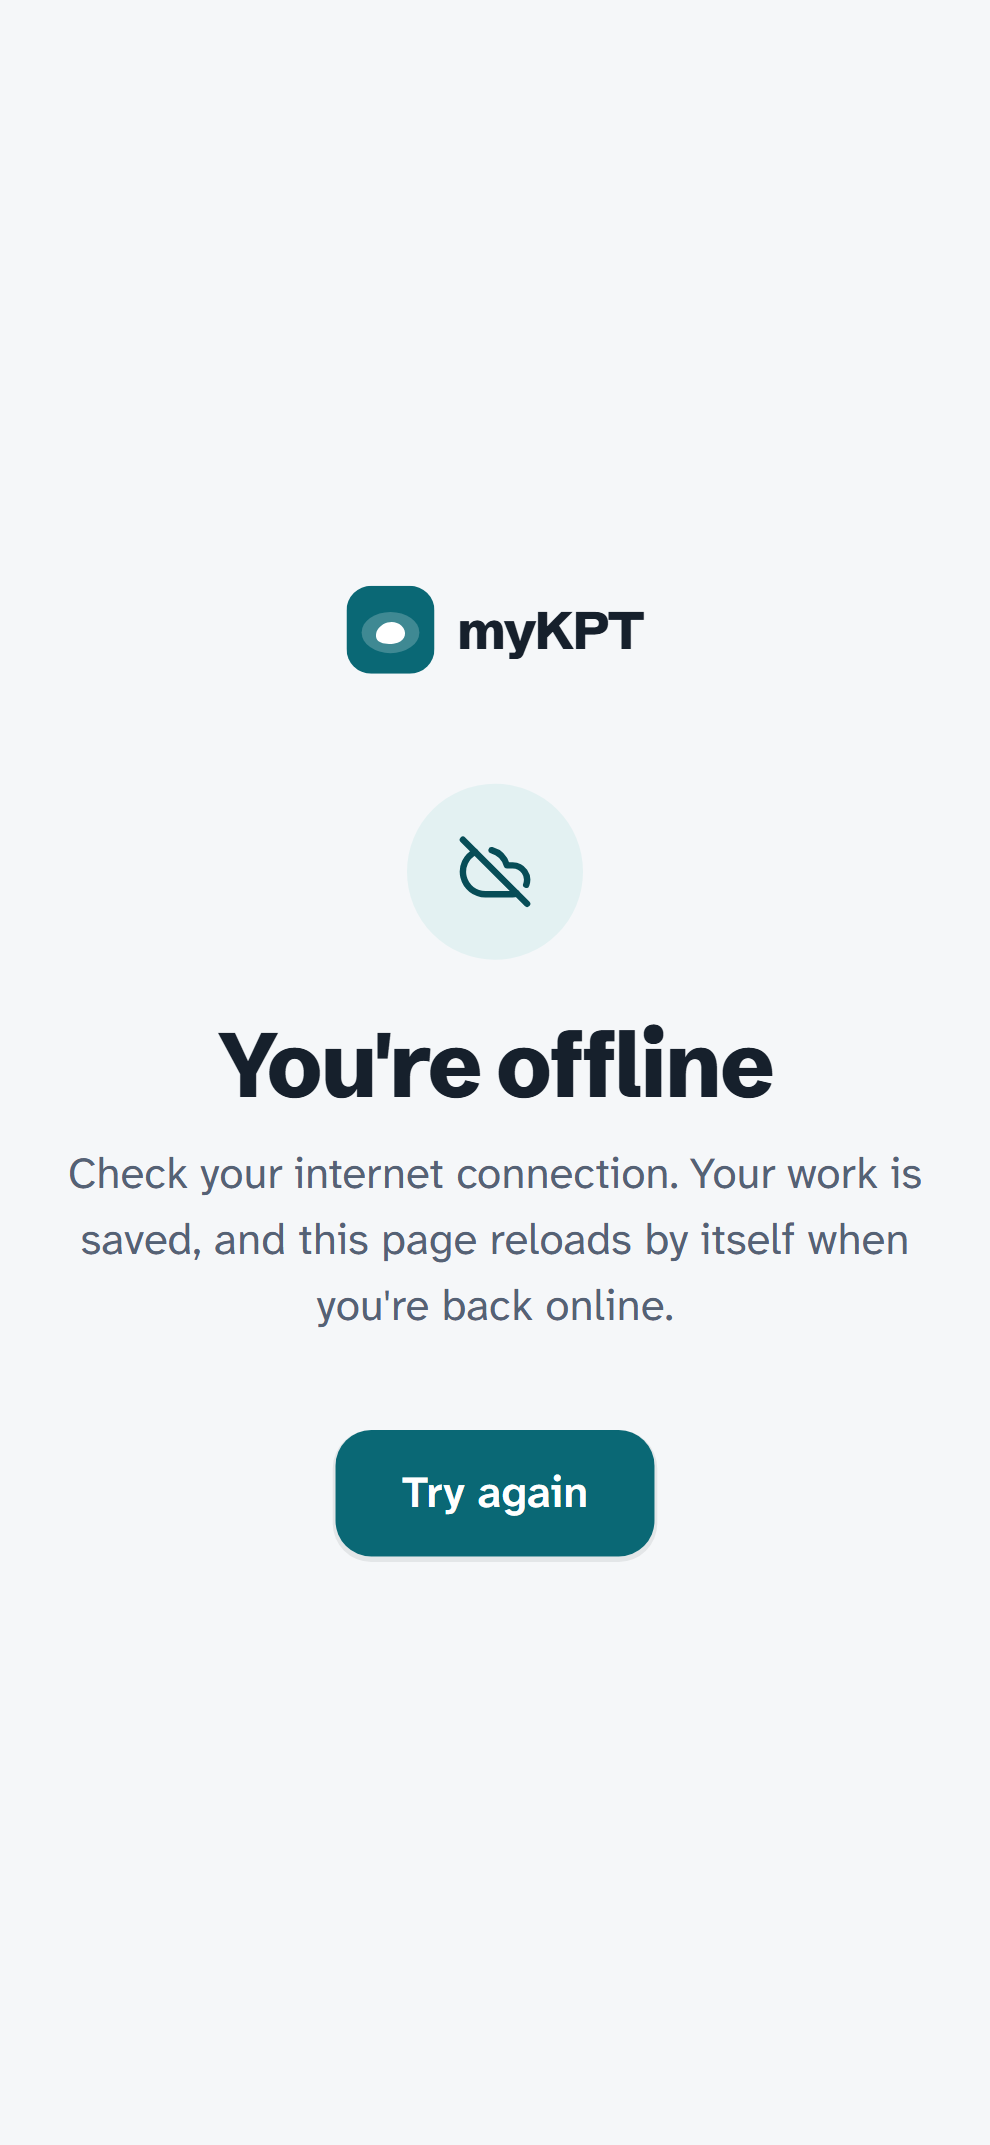 myKPT
You're offline
Check your internet connection. Your work is
saved, and this page reloads by itself when
you're back online.
Try again